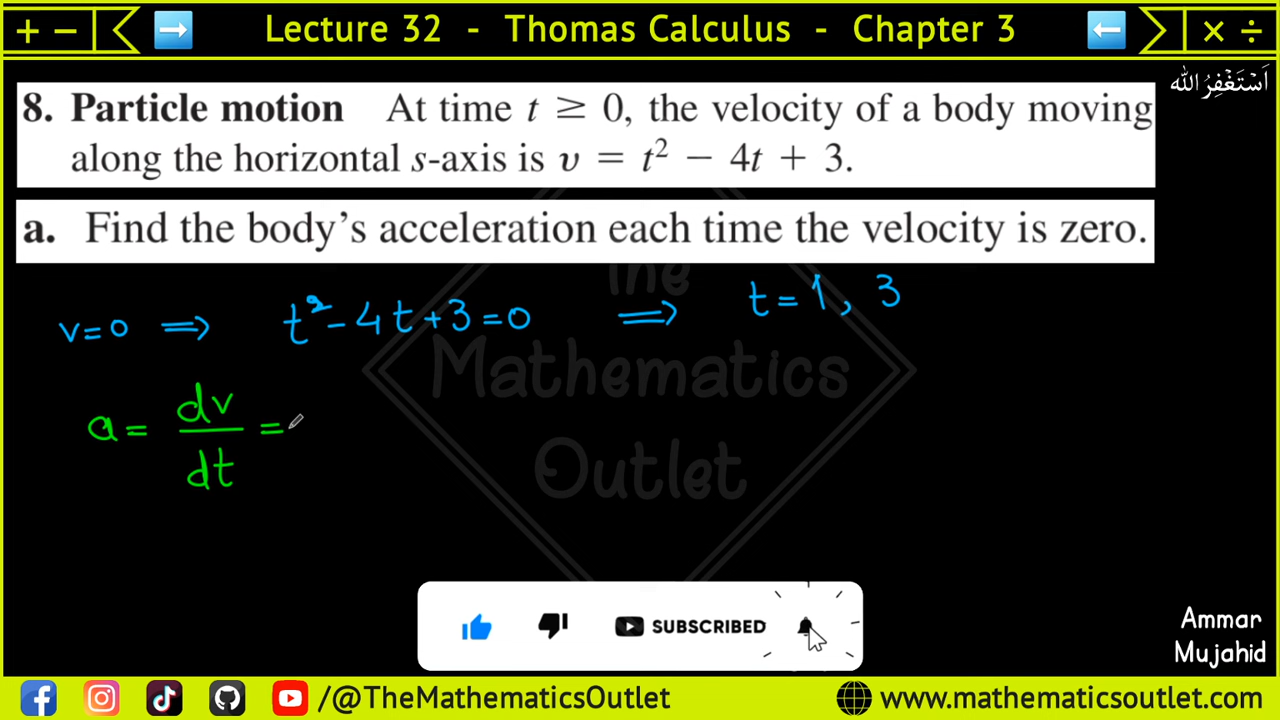 + − ➡ Lecture 32 - Thomas Calculus - Chapter 3 ⬅ × ÷
اَسْتَغْفِرُ الله
8. Particle motion At time t ≥ 0, the velocity of a body moving
along the horizontal s-axis is v = t² − 4t + 3.
a. Find the body's acceleration each time the velocity is zero.
v=0 ⟹ t²-4t+3=0 ⟹ t=1, 3
a = dv/dt =
The
Mathematics
Outlet
SUBSCRIBED
Ammar
Mujahid
/@TheMathematicsOutlet www.mathematicsoutlet.com